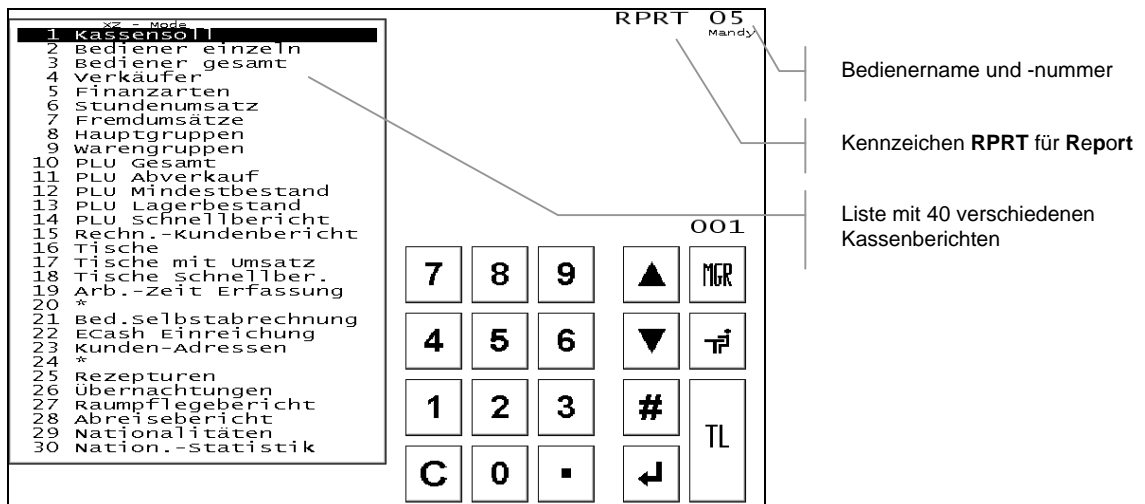 XZ - Mode
1 Kassensoll
2 Bediener einzeln
3 Bediener gesamt
4 Verkäufer
5 Finanzarten
6 Stundenumsatz
7 Fremdumsätze
8 Hauptgruppen
9 Warengruppen
10 PLU Gesamt
11 PLU Abverkauf
12 PLU Mindestbestand
13 PLU Lagerbestand
14 PLU Schnellbericht
15 Rechn.-Kundenbericht
16 Tische
17 Tische mit Umsatz
18 Tische Schnellber.
19 Arb.-Zeit Erfassung
20 *
21 Bed.Selbstabrechnung
22 ECash Einreichung
23 Kunden-Adressen
24 *
25 Rezepturen
26 Übernachtungen
27 Raumpflegebericht
28 Abreisebericht
29 Nationalitäten
30 Nation.-Statistik
RPRT 05
Mandy
001
7 8 9 ▲ MGR
4 5 6 ▼
1 2 3 #
TL
C 0 . ↵
Bedienername und -nummer
Kennzeichen RPRT für Report
Liste mit 40 verschiedenen
Kassenberichten